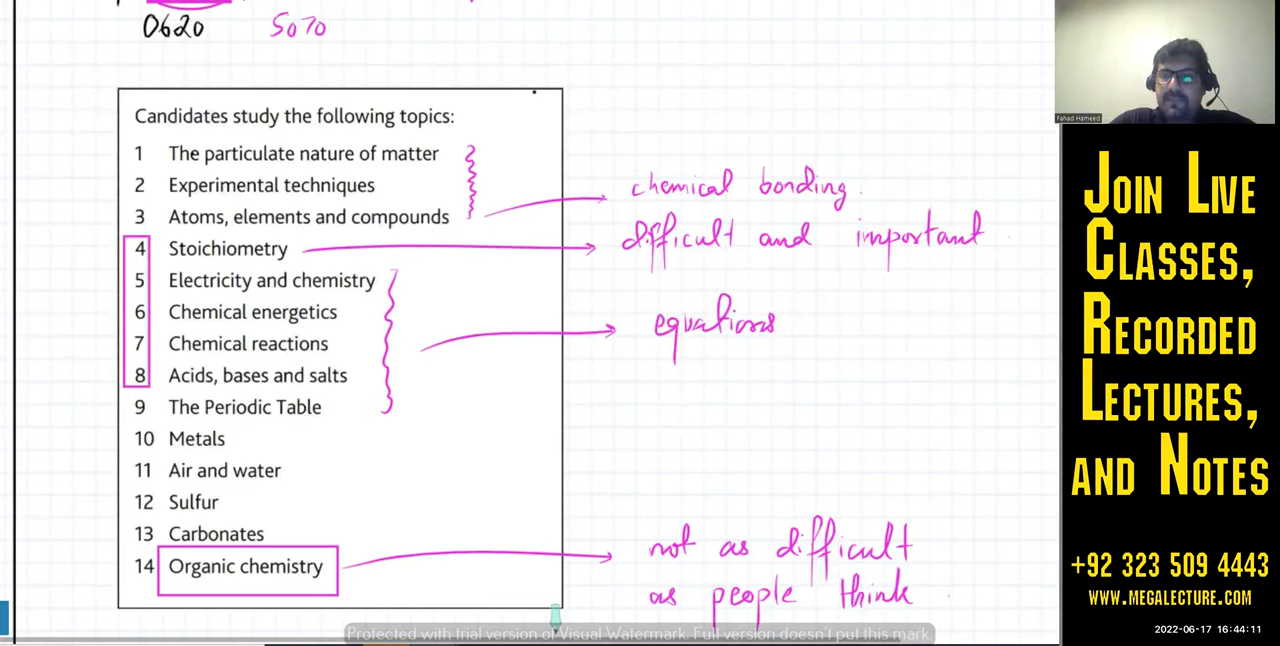 0620 5070
Candidates study the following topics:
1 The particulate nature of matter
2 Experimental techniques
3 Atoms, elements and compounds
4 Stoichiometry
5 Electricity and chemistry
6 Chemical energetics
7 Chemical reactions
8 Acids, bases and salts
9 The Periodic Table
10 Metals
11 Air and water
12 Sulfur
13 Carbonates
14 Organic chemistry
chemical bonding.
difficult and important
equations
not as difficult
as people think
Fahad Hameed
JOIN LIVE
CLASSES,
RECORDED
LECTURES,
AND NOTES
+92 323 509 4443
WWW.MEGALECTURE.COM
2022-06-17 16:44:11
Protected with trial version of Visual Watermark. Full version doesn't put this mark.